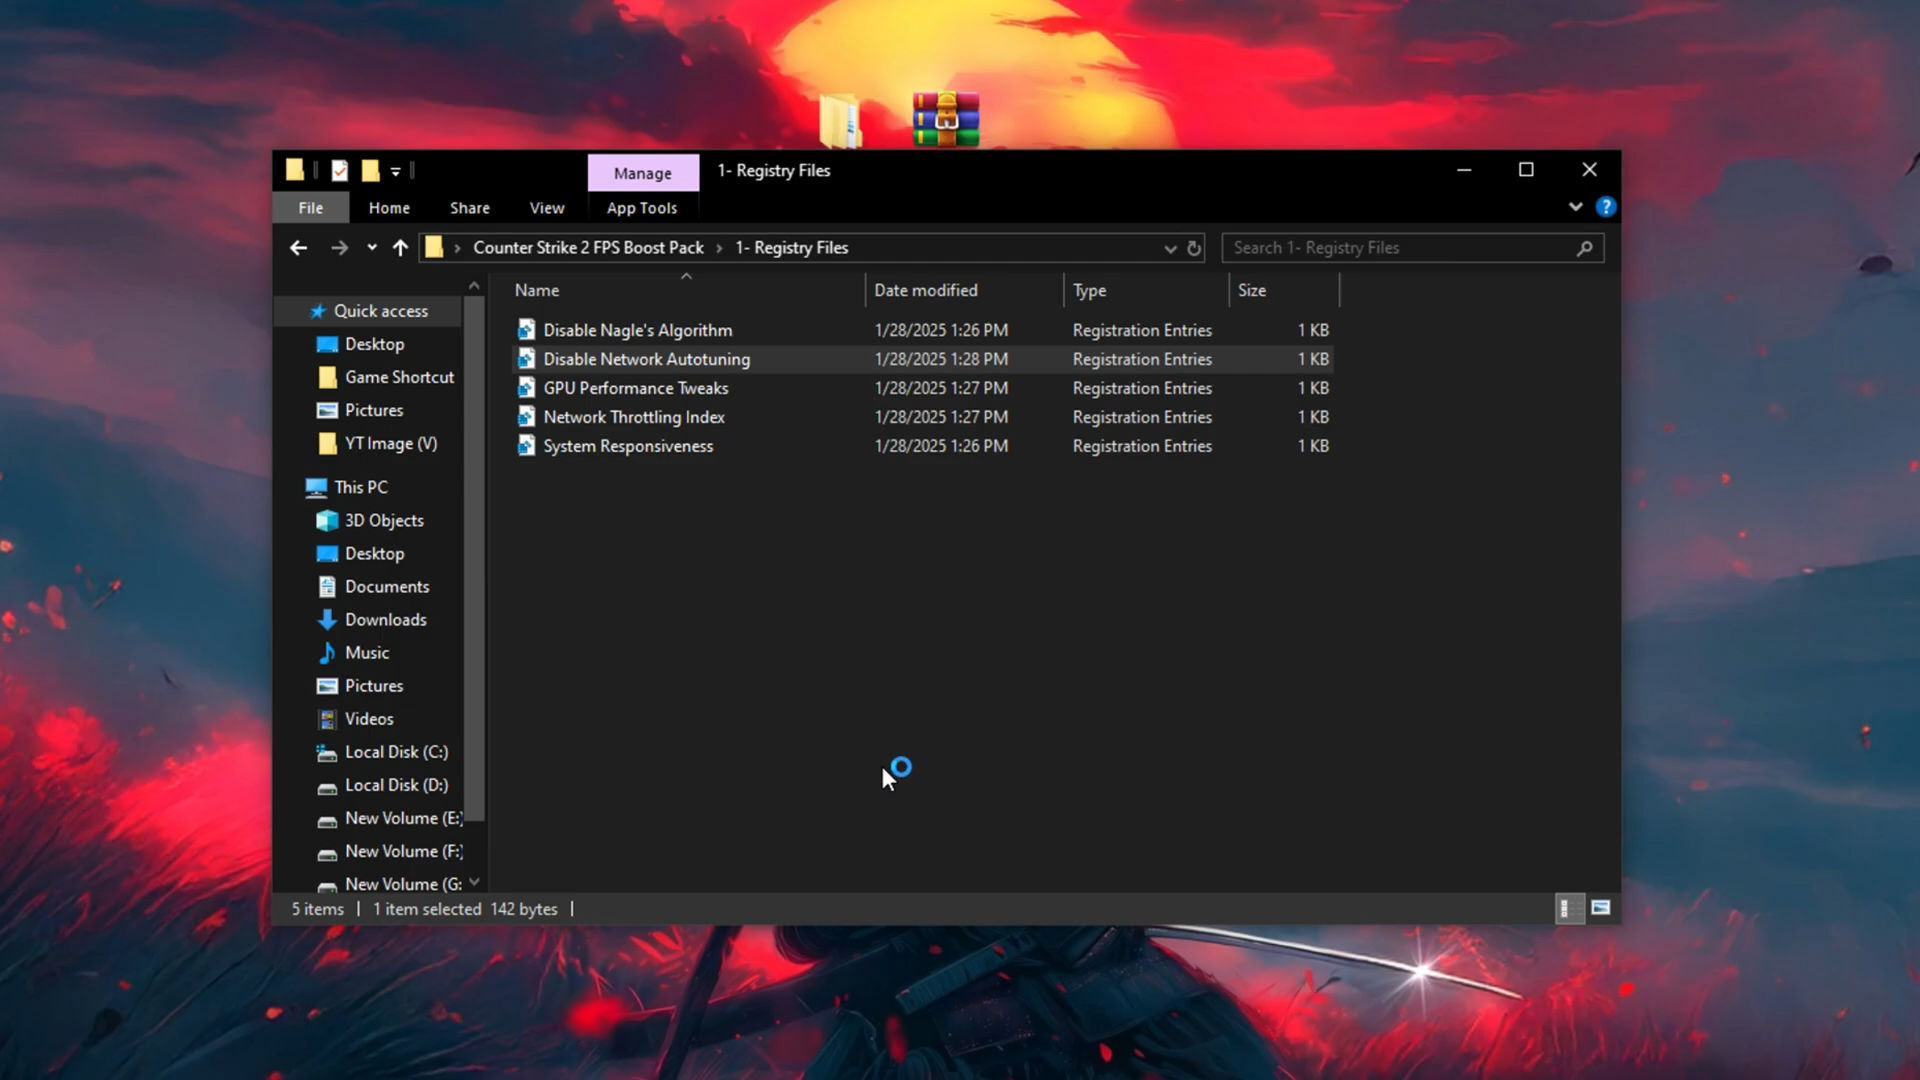 Manage
1- Registry Files
File
Home
Share
View
App Tools
?
Counter Strike 2 FPS Boost Pack
1- Registry Files
Search 1- Registry Files
Name
Date modified
Type
Size
Disable Nagle's Algorithm 1/28/2025 1:26 PM Registration Entries 1 KB
Disable Network Autotuning 1/28/2025 1:28 PM Registration Entries 1 KB
GPU Performance Tweaks 1/28/2025 1:27 PM Registration Entries 1 KB
Network Throttling Index 1/28/2025 1:27 PM Registration Entries 1 KB
System Responsiveness 1/28/2025 1:26 PM Registration Entries 1 KB
Quick access
Desktop
Game Shortcut
Pictures
YT Image (V)
This PC
3D Objects
Desktop
Documents
Downloads
Music
Pictures
Videos
Local Disk (C:)
Local Disk (D:)
New Volume (E:)
New Volume (F:)
New Volume (G:
5 items
1 item selected 142 bytes